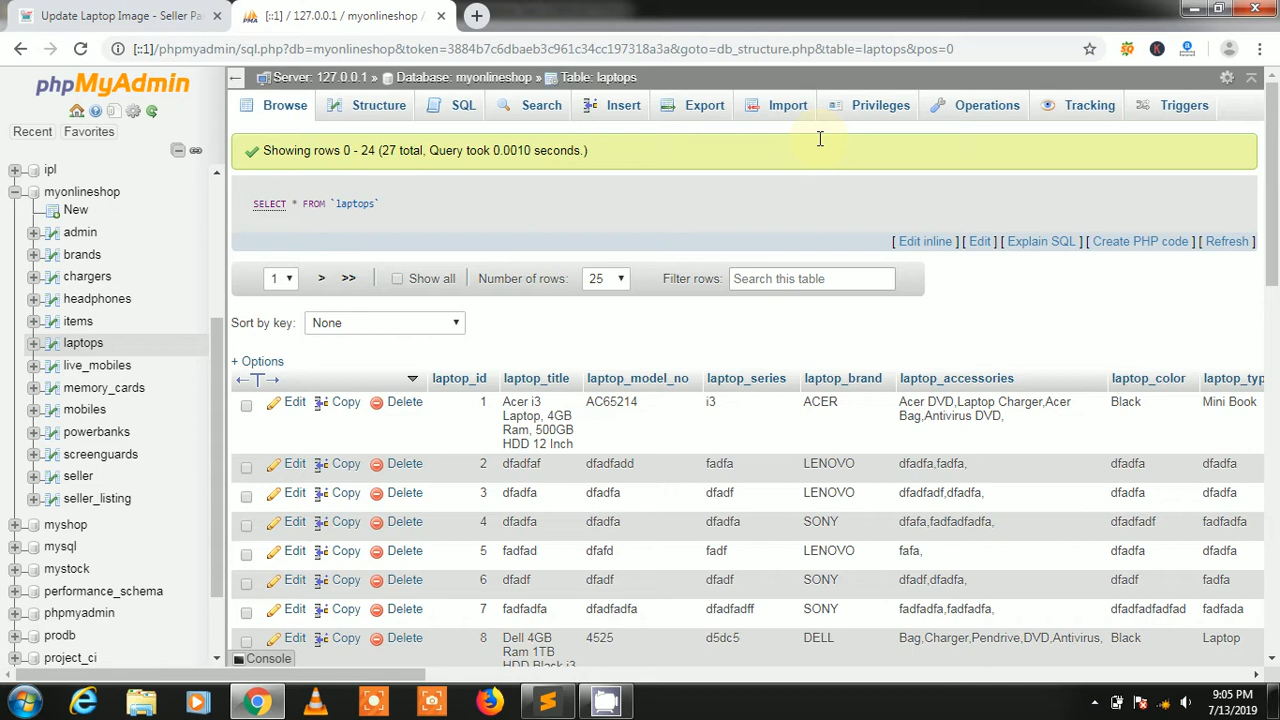 Update Laptop Image - Seller Pa
[::1] / 127.0.0.1 / myonlineshop /
[::1]/phpmyadmin/sql.php?db=myonlineshop&token=3884b7c6dbaeb3c961c34cc197318a3a&goto=db_structure.php&table=laptops&pos=0
phpMyAdmin
Recent Favorites
ipl
myonlineshop
New
admin
brands
chargers
headphones
items
laptops
live_mobiles
memory_cards
mobiles
powerbanks
screenguards
seller
seller_listing
myshop
mysql
mystock
performance_schema
phpmyadmin
prodb
project_ci
Server: 127.0.0.1 » Database: myonlineshop » Table: laptops
Browse Structure SQL Search Insert Export Import Privileges Operations Tracking Triggers
Showing rows 0 - 24 (27 total, Query took 0.0010 seconds.)
SELECT * FROM `laptops`
[ Edit inline ] [ Edit ] [ Explain SQL ] [ Create PHP code ] [ Refresh ]
1 > >> Show all Number of rows: 25 Filter rows: Search this table
Sort by key: None
+ Options
laptop_id laptop_title laptop_model_no laptop_series laptop_brand laptop_accessories laptop_color laptop_typ
Edit Copy Delete 1 Acer i3 Laptop, 4GB Ram, 500GB HDD 12 Inch AC65214 i3 ACER Acer DVD,Laptop Charger,Acer Bag,Antivirus DVD, Black Mini Book
Edit Copy Delete 2 dfadfaf dfadfadd fadfa LENOVO dfadfa,fadfa, dfadfa dfadfa
Edit Copy Delete 3 dfadfa dfadfa dfadf LENOVO dfadfadf,dfadfa, dfadfa dfadfa
Edit Copy Delete 4 dfadfa dfadfa dfadfa SONY dfafa,fadfadfadfa, dfadfadf fadfadfa
Edit Copy Delete 5 fadfad dfafd fadf LENOVO fafa, dfadfa dfadfa
Edit Copy Delete 6 dfadf dfadf dfadfa SONY dfadf,dfadfa, dfadf fadfa
Edit Copy Delete 7 fadfadfa dfadfadfa dfadfadff SONY fadfadfa,fadfadfa, dfadfadfadfad fadfada
Edit Copy Delete 8 Dell 4GB Ram 1TB HDD Black i3 4525 d5dc5 DELL Bag,Charger,Pendrive,DVD,Antivirus, Black Laptop
Console
9:05 PM
7/13/2019